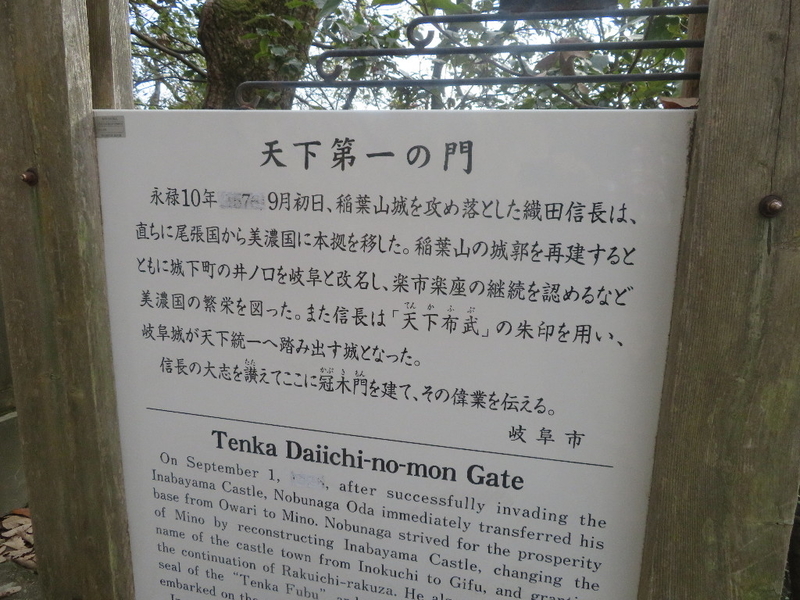 天下第一の門
永禄10年 7 9月初日、稲葉山城を攻め落とした織田信長は、
直ちに尾張国から美濃国に本拠を移した。稲葉山の城郭を再建すると
ともに城下町の井ノ口を岐阜と改名し、楽市楽座の継続を認めるなど
美濃国の繁栄を図った。また信長は「天下布武」の朱印を用い、
岐阜城が天下統一へ踏み出す城となった。
信長の大志を讃えてここに冠木門を建て、その偉業を伝える。
岐阜市
Tenka Daiichi-no-mon Gate
On September 1, , after successfully invading the
Inabayama Castle, Nobunaga Oda immediately transferred his
base from Owari to Mino. Nobunaga strived for the prosperity
of Mino by reconstructing Inabayama Castle, changing the
name of the castle town from Inokuchi to Gifu, and
the continuation of Rakuichi-rakuza. He
seal of the "Tenka Fubu"
embarked on the